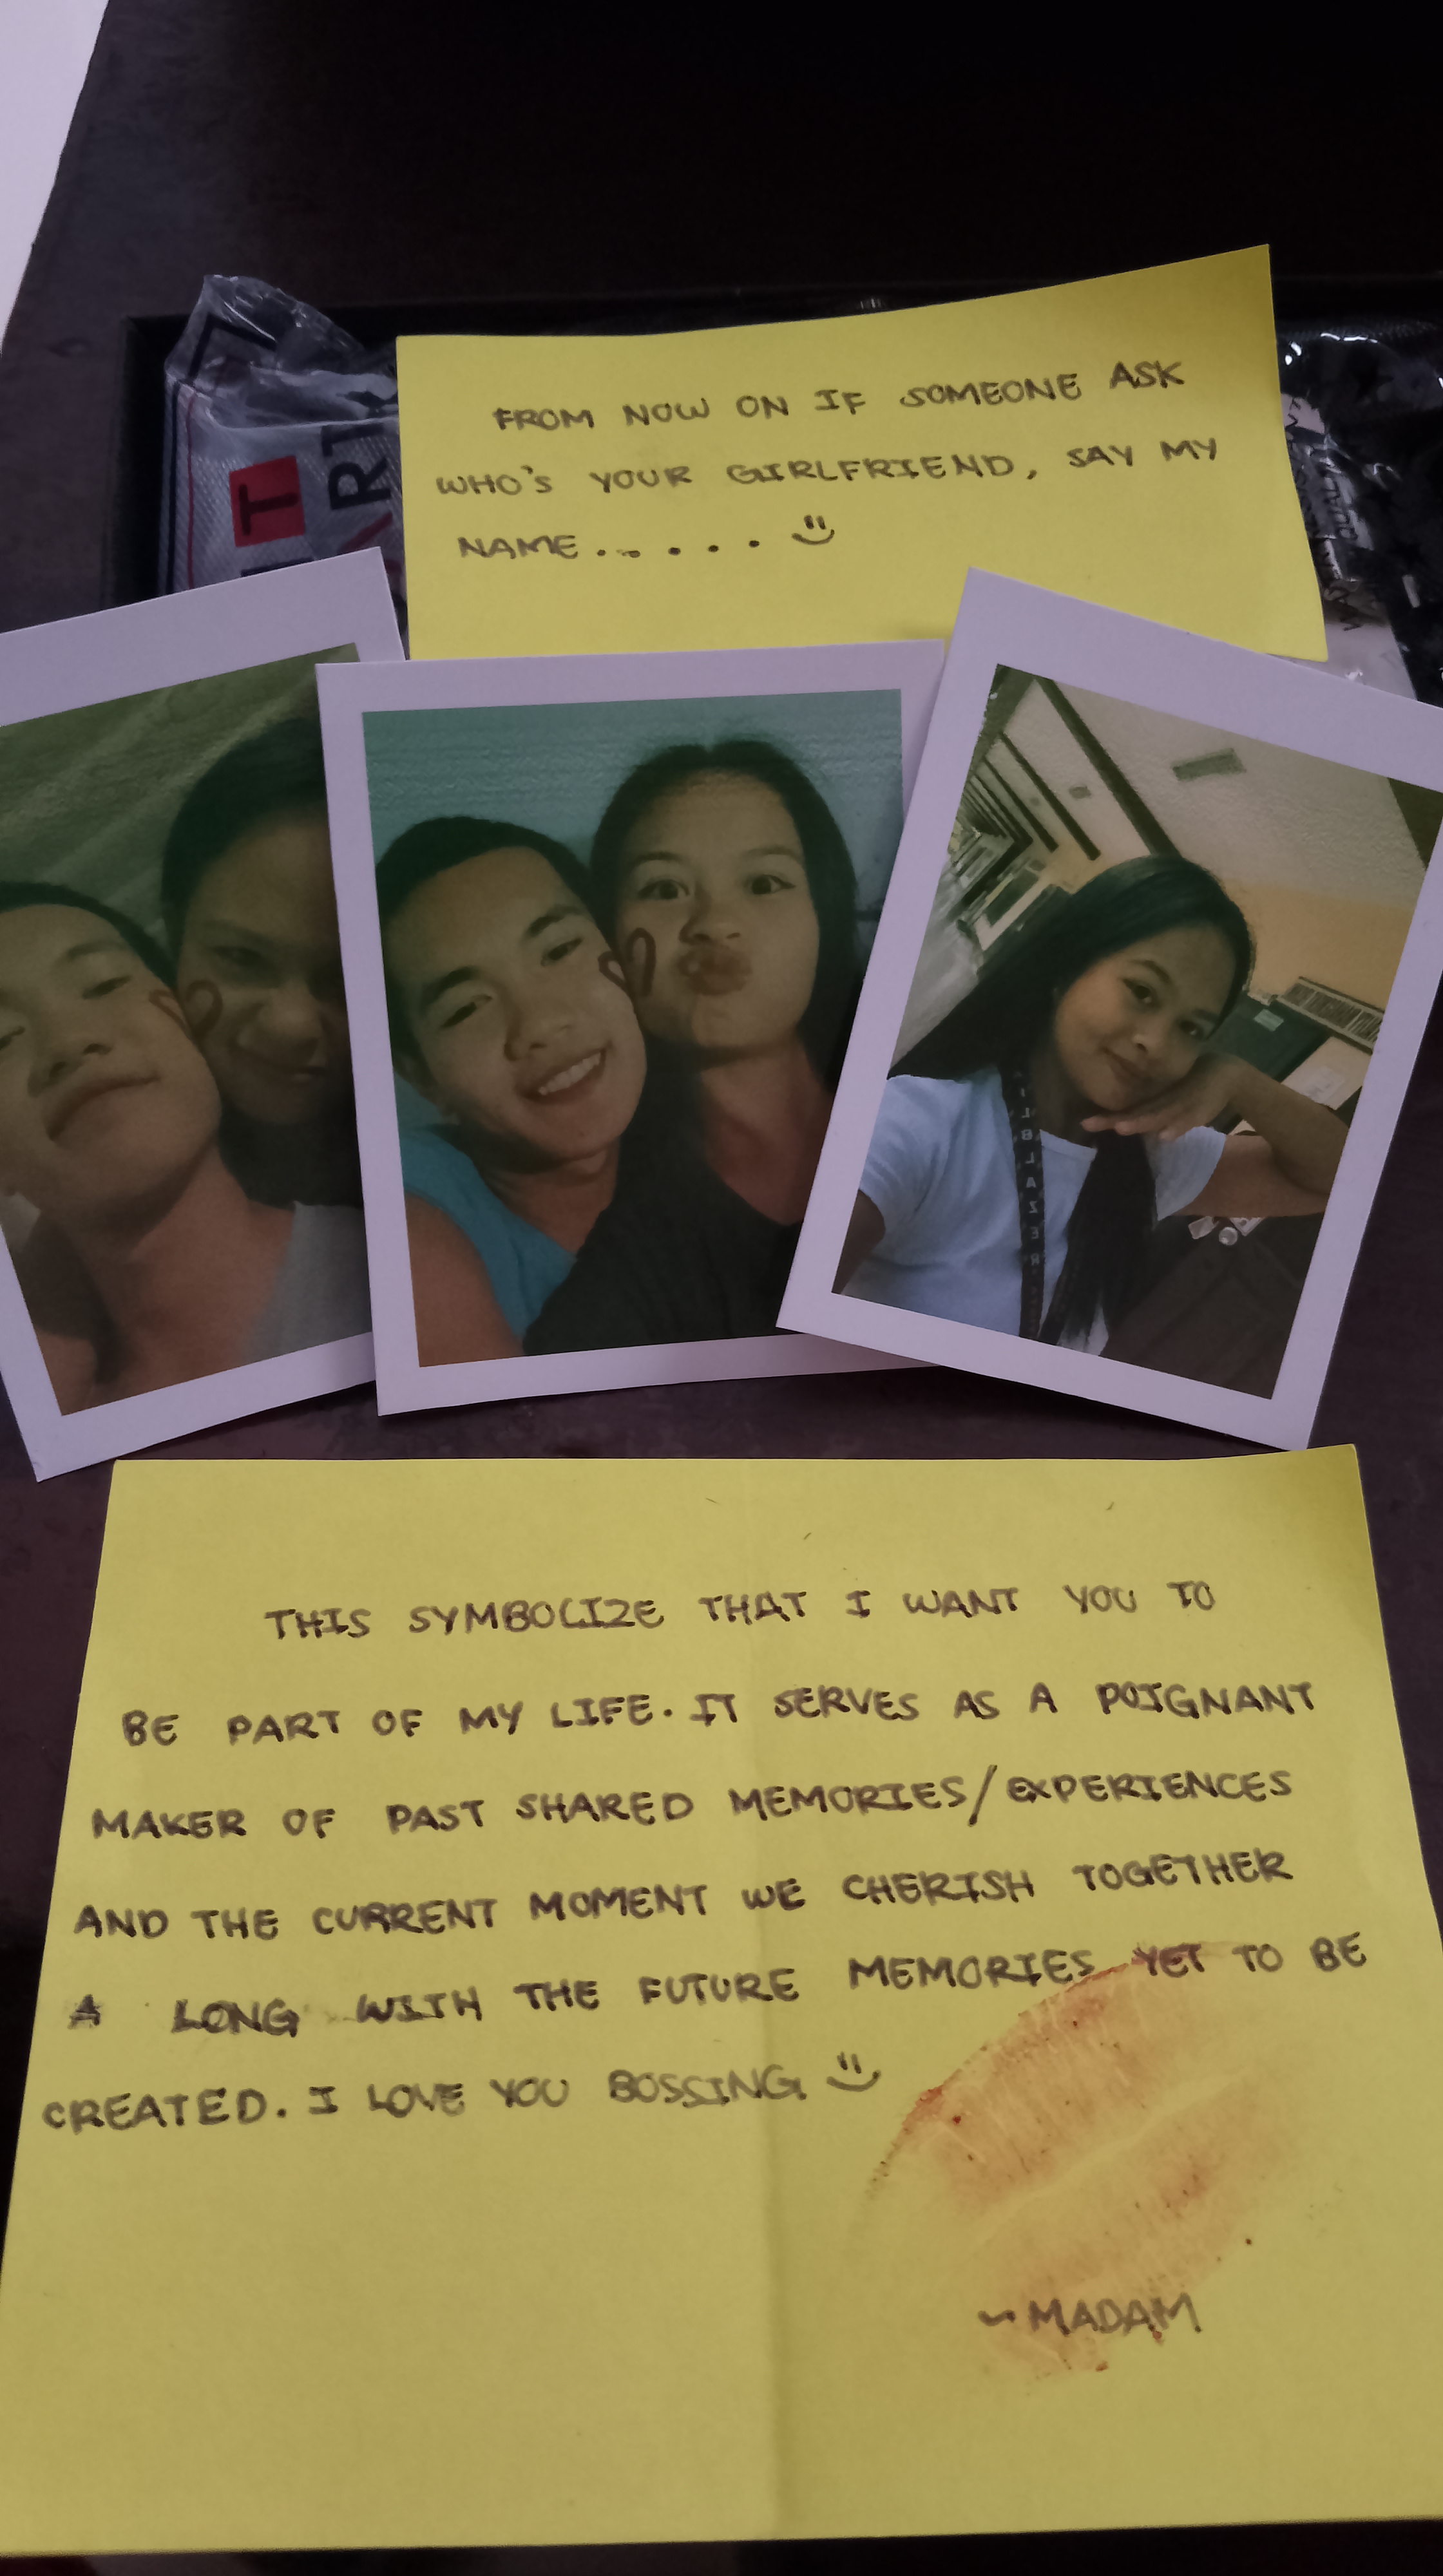 FROM NOW ON IF SOMEONE ASK
WHO'S YOUR GIRLFRIEND, SAY MY
NAME......
THIS SYMBOLIZE THAT I WANT YOU TO
BE PART OF MY LIFE. IT SERVES AS A POIGNANT
MAKER OF PAST SHARED MEMORIES/EXPERIENCES
AND THE CURRENT MOMENT WE CHERISH TOGETHER
A LONG WITH THE FUTURE MEMORIES YET TO BE
CREATED. I LOVE YOU BOSSING.
~MADAM